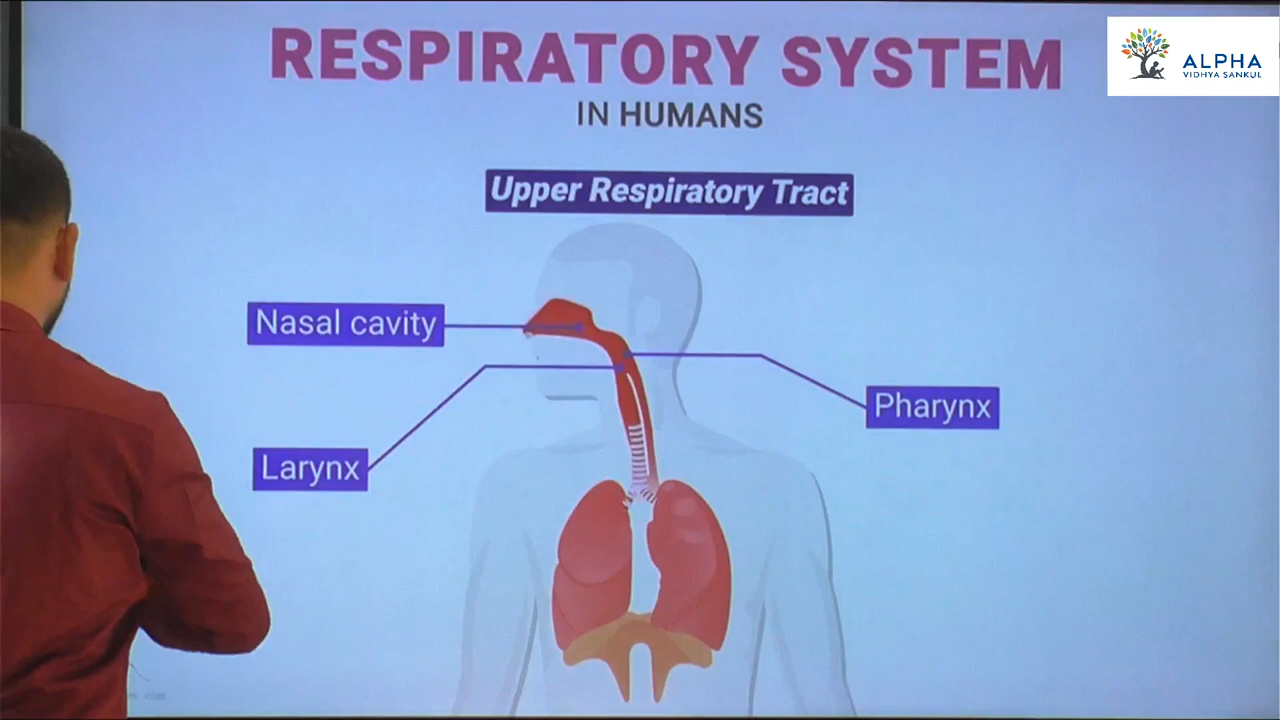 RESPIRATORY SYSTEM
IN HUMANS
ALPHA
VIDHYA SANKUL
Upper Respiratory Tract
Nasal cavity
Pharynx
Larynx